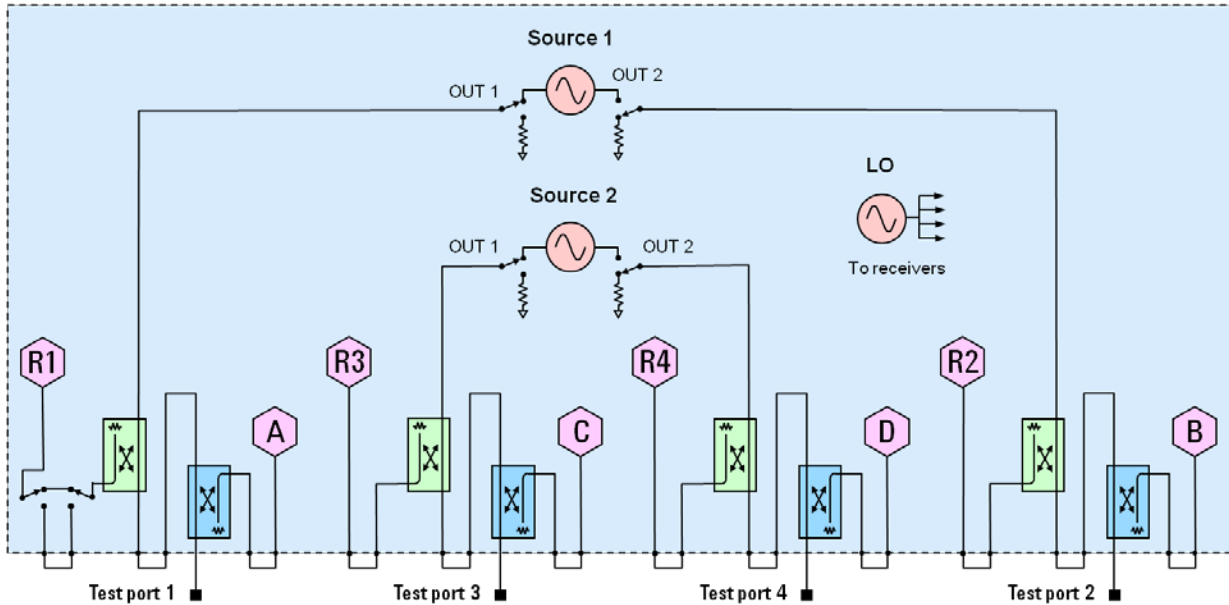 Source 1
OUT 1
OUT 2
LO
Source 2
OUT 1
OUT 2
To receivers
R1
R3
R4
R2
A
C
D
B
Test port 1
Test port 3
Test port 4
Test port 2